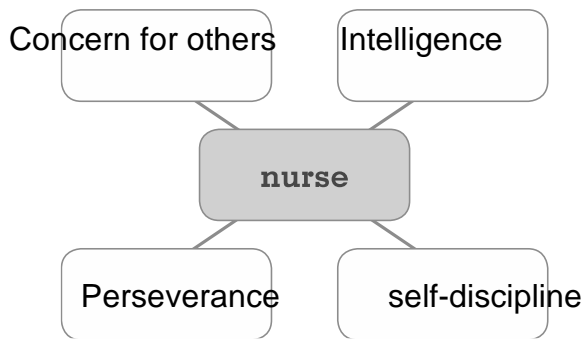 Concern for others
Intelligence
nurse
Perseverance
self-discipline